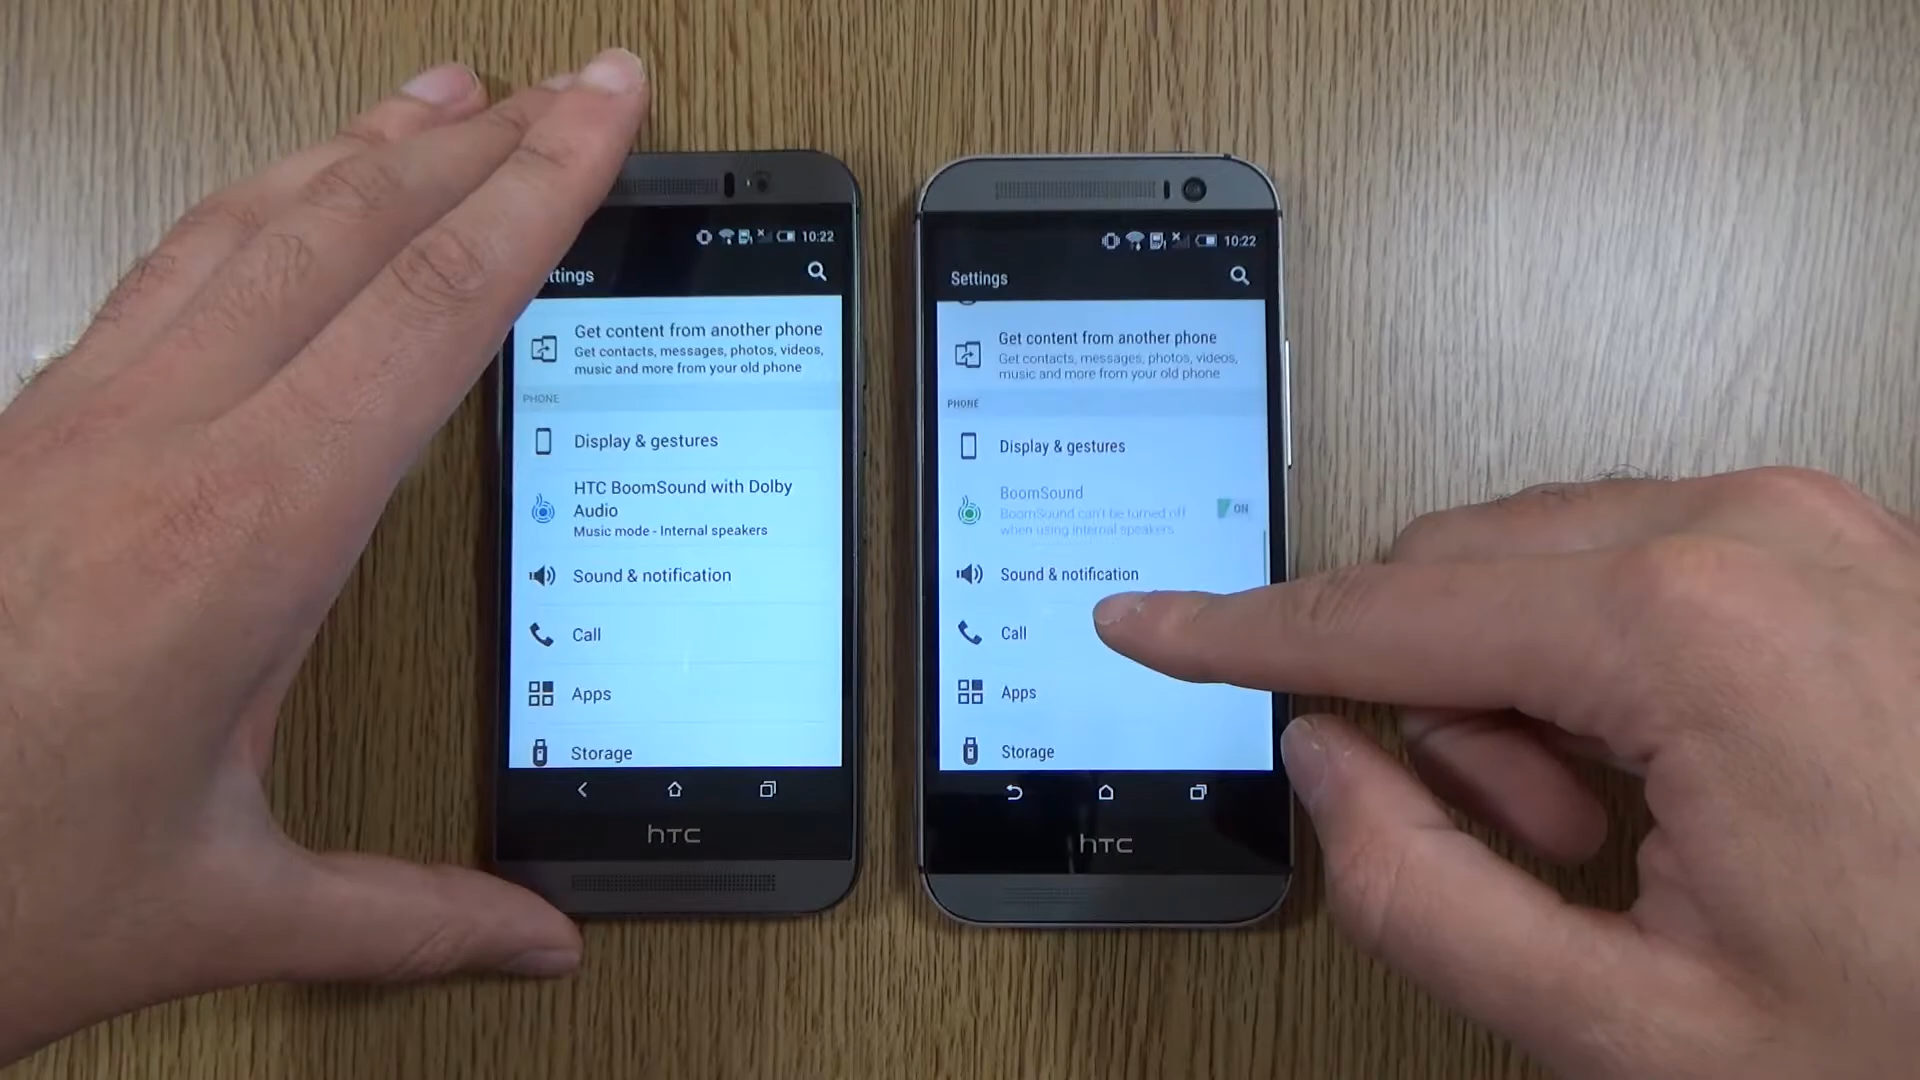 10:22
ttings
Get content from another phone
Get contacts, messages, photos, videos,
music and more from your old phone
PHONE
Display & gestures
HTC BoomSound with Dolby
Audio
Music mode - Internal speakers
Sound & notification
Call
Apps
Storage
hTC
10:22
Settings
Get content from another phone
Get contacts, messages, photos, videos,
music and more from your old phone
PHONE
Display & gestures
BoomSound
BoomSound can't be turned off
when using internal speakers
ON
Sound & notification
Call
Apps
Storage
hTC